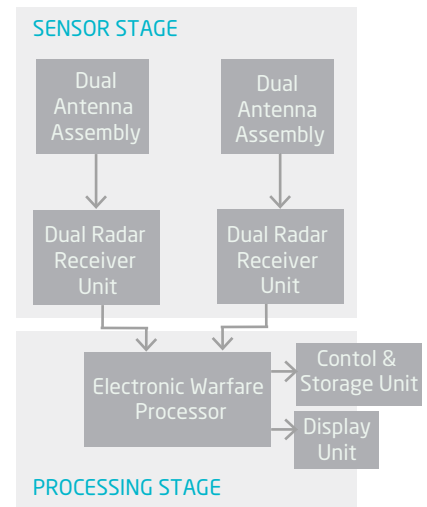 SENSOR STAGE
Dual
Antenna
Assembly
Dual
Antenna
Assembly
Dual Radar
Receiver
Unit
Dual Radar
Receiver
Unit
Electronic Warfare
Processor
Contol &
Storage Unit
Display
Unit
PROCESSING STAGE